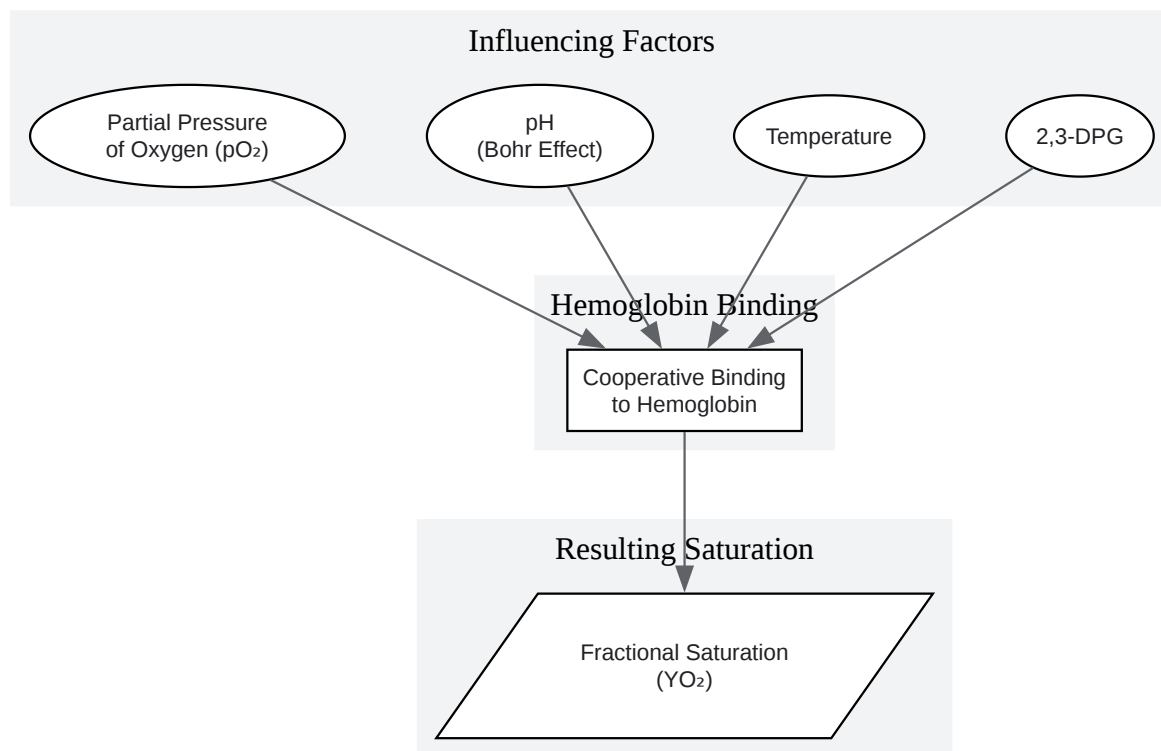 Influencing Factors
Partial Pressure
of Oxygen (pO₂)
pH
(Bohr Effect)
Temperature
2,3-DPG
Hemoglobin Binding
Cooperative Binding
to Hemoglobin
Resulting Saturation
Fractional Saturation
(YO₂)